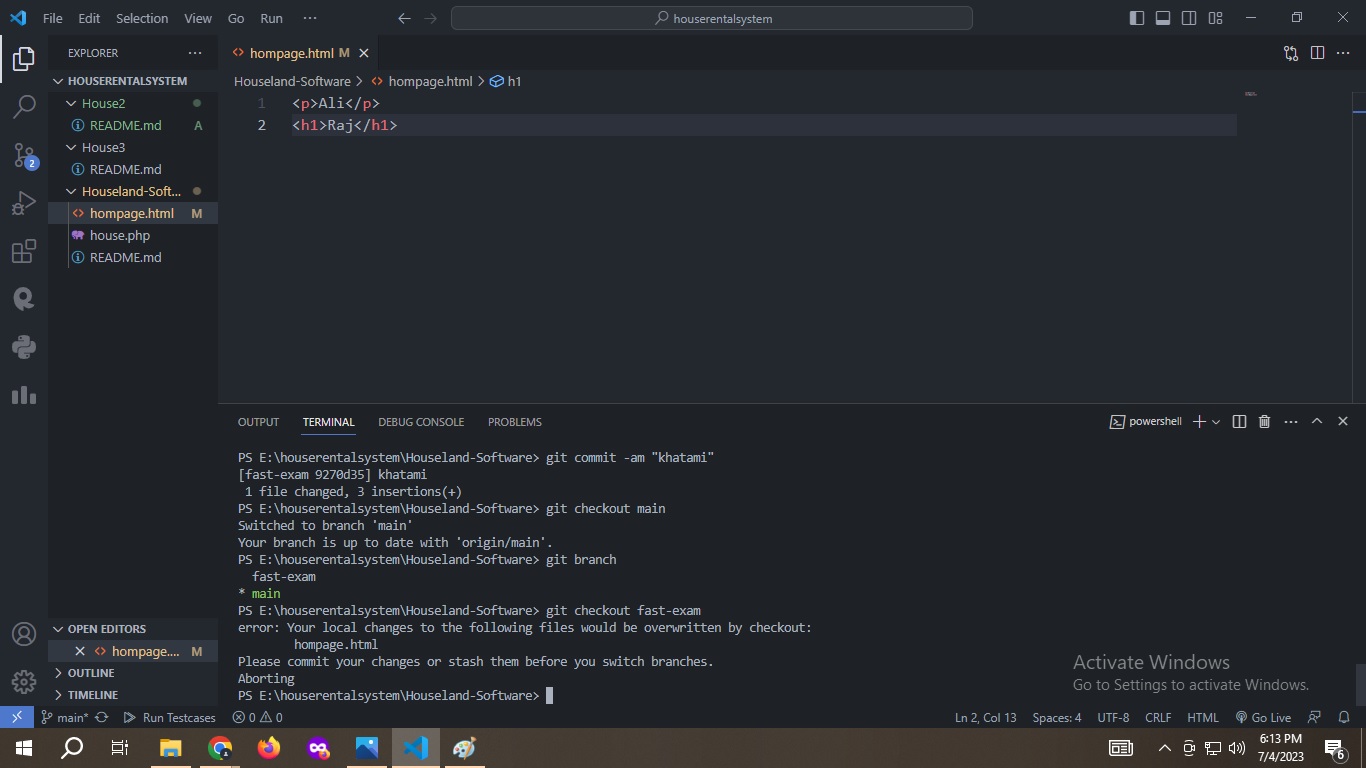 File Edit Selection View Go Run ··· houserentalsystem
EXPLORER ···
HOUSERENTALSYSTEM
House2
README.md A
House3
README.md
Houseland-Soft...
hompage.html M
house.php
README.md
OPEN EDITORS
hompage.... M
OUTLINE
TIMELINE
2
hompage.html M
Houseland-Software > hompage.html > h1
1 <p>Ali</p>
2 <h1>Raj</h1>
OUTPUT TERMINAL DEBUG CONSOLE PROBLEMS powershell
PS E:\houserentalsystem\Houseland-Software> git commit -am "khatami"
[fast-exam 9270d35] khatami
1 file changed, 3 insertions(+)
PS E:\houserentalsystem\Houseland-Software> git checkout main
Switched to branch 'main'
Your branch is up to date with 'origin/main'.
PS E:\houserentalsystem\Houseland-Software> git branch
fast-exam
* main
PS E:\houserentalsystem\Houseland-Software> git checkout fast-exam
error: Your local changes to the following files would be overwritten by checkout:
hompage.html
Please commit your changes or stash them before you switch branches.
Aborting
PS E:\houserentalsystem\Houseland-Software>
Activate Windows
Go to Settings to activate Windows.
main* Run Testcases 0 0 Ln 2, Col 13 Spaces: 4 UTF-8 CRLF HTML Go Live
6:13 PM
7/4/2023
6